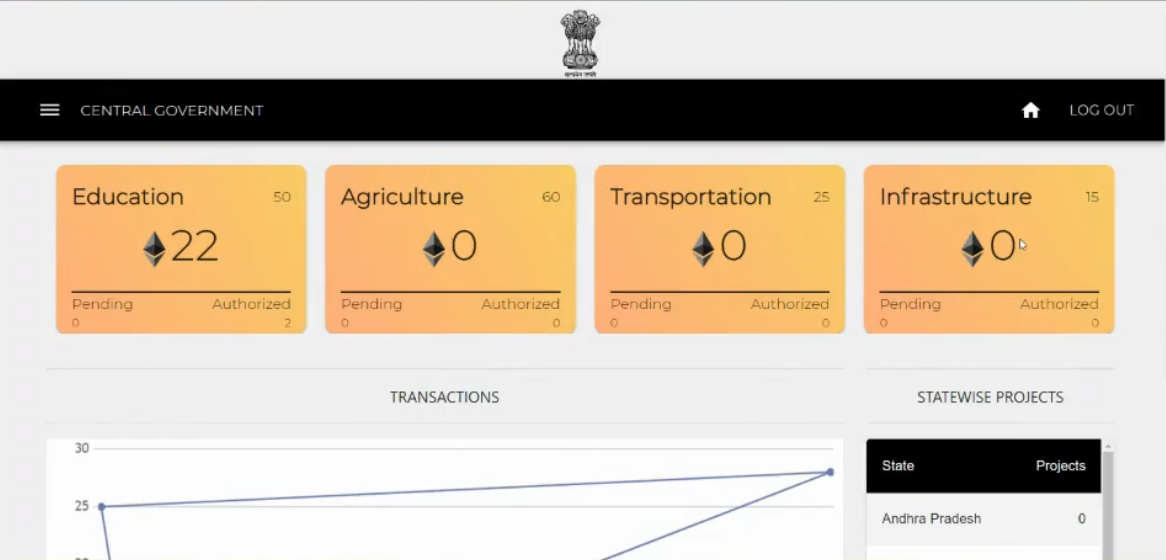 सत्यमेव जयते
CENTRAL GOVERNMENT
LOG OUT
Education 50
22
Pending Authorized
0 2
Agriculture 60
0
Pending Authorized
0 0
Transportation 25
0
Pending Authorized
0 0
Infrastructure 15
0
Pending Authorized
0 0
TRANSACTIONS
30
25
STATEWISE PROJECTS
State Projects
Andhra Pradesh 0